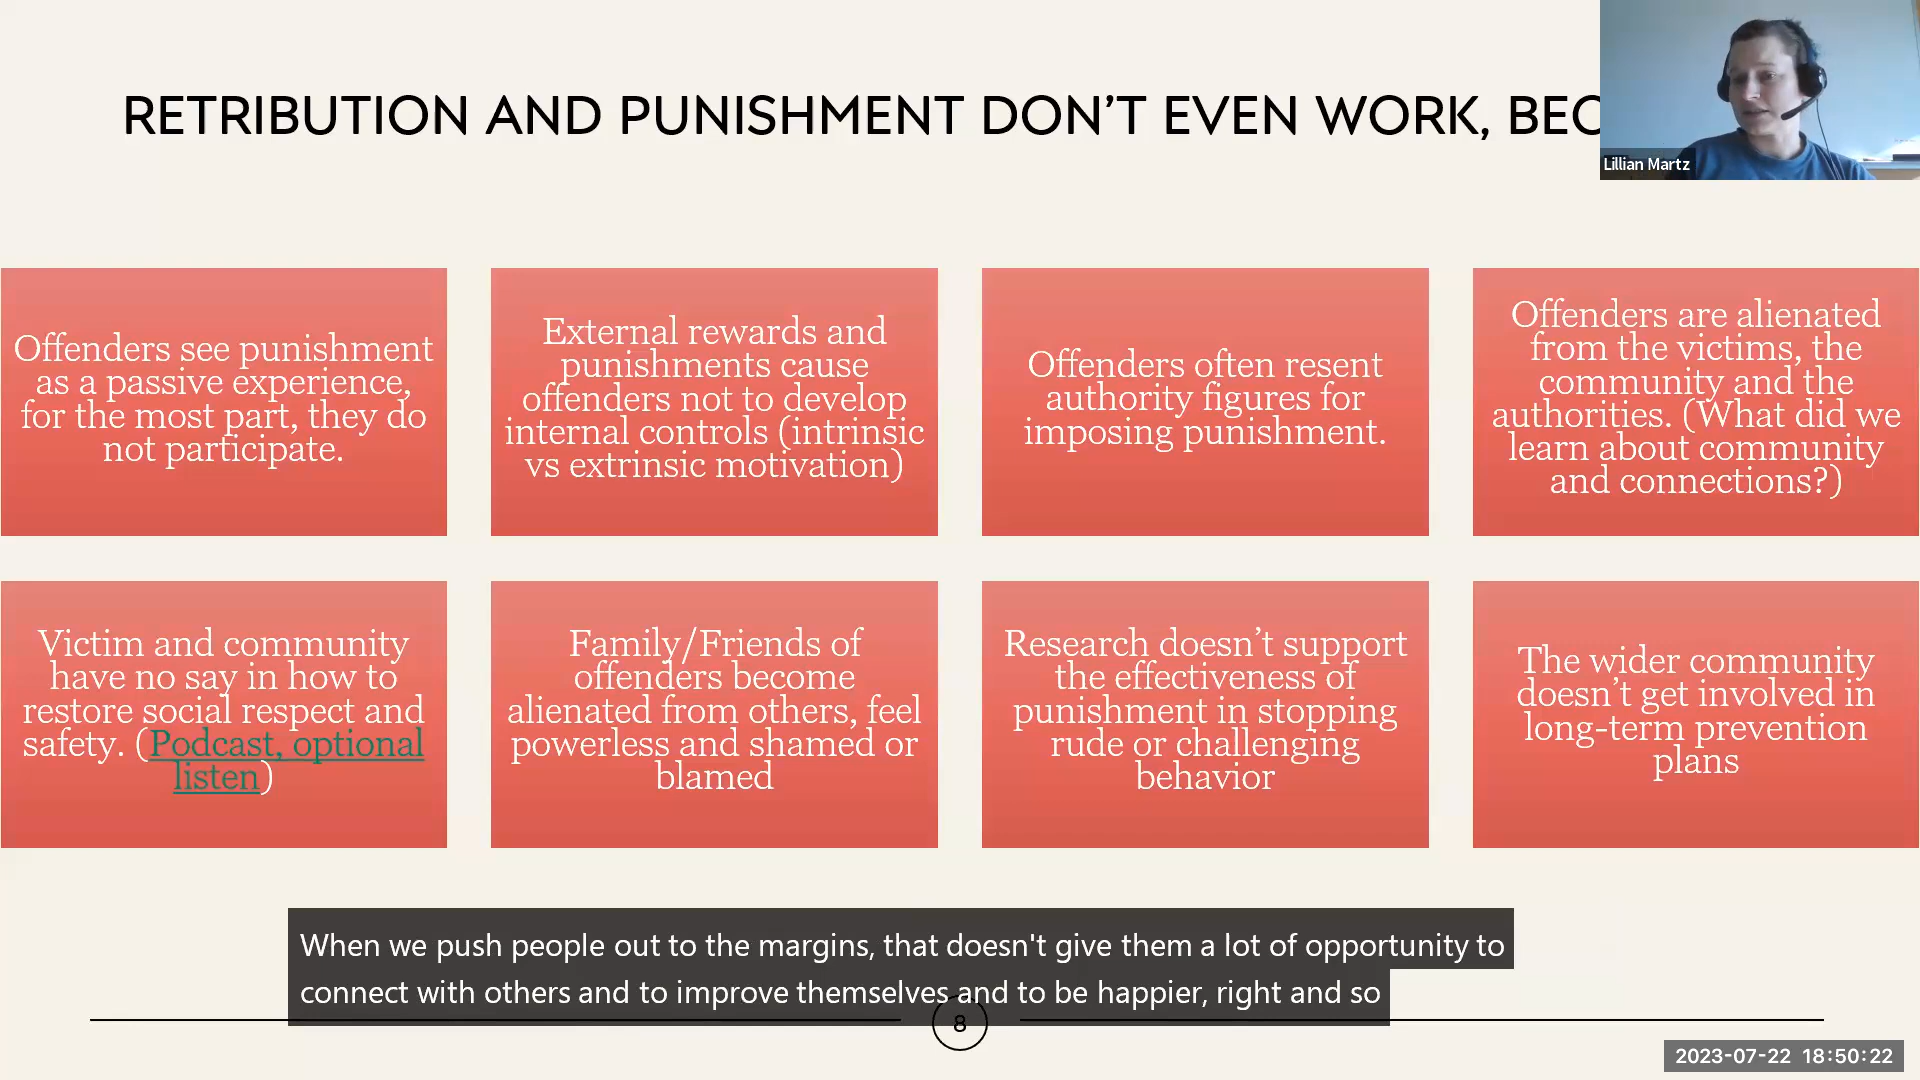 RETRIBUTION AND PUNISHMENT DON’T EVEN WORK,
Lillian Martz
Offenders see punishment
as a passive experience,
for the most part, they do
not participate.
External rewards and
punishments cause
offenders not to develop
internal controls (intrinsic
vs extrinsic motivation)
Offenders often resent
authority figures for
imposing punishment.
Offenders are alienated
from the victims, the
community and the
authorities. (What did we
learn about community
and connections?)
Victim and community
have no say in how to
restore social respect and
safety. (Podcast, optional
listen)
Family/Friends of
offenders become
alienated from others, feel
powerless and shamed or
blamed
Research doesn’t support
the effectiveness of
punishment in stopping
rude or challenging
behavior
The wider community
doesn’t get involved in
long-term prevention
plans
When we push people out to the margins, that doesn't give them a lot of opportunity to
connect with others and to improve themselves and to be happier, right and so
8
2023-07-22 18:50:22